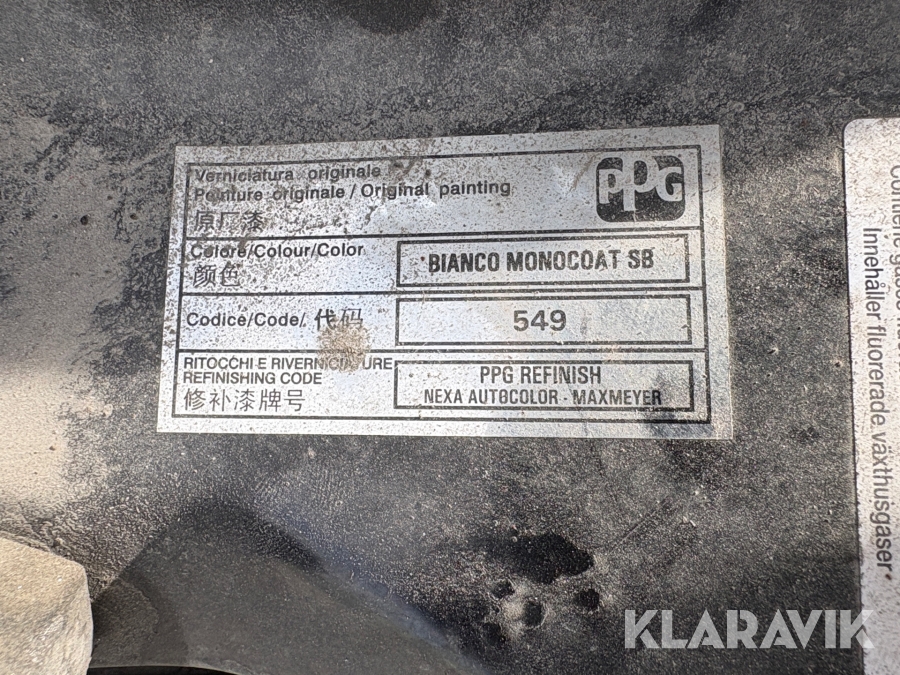 Verniciatura originale
Peinture originale / Original painting
原厂漆
PPG
Colore/Colour/Color
颜色
BIANCO MONOCOAT SB
Codice/Code/ 代码
549
RITOCCHI E RIVERNICIATURE
REFINISHING CODE
修补漆牌号
PPG REFINISH
NEXA AUTOCOLOR - MAXMEYER
Innehåller fluorerade växthusgaser
KLARAVIK